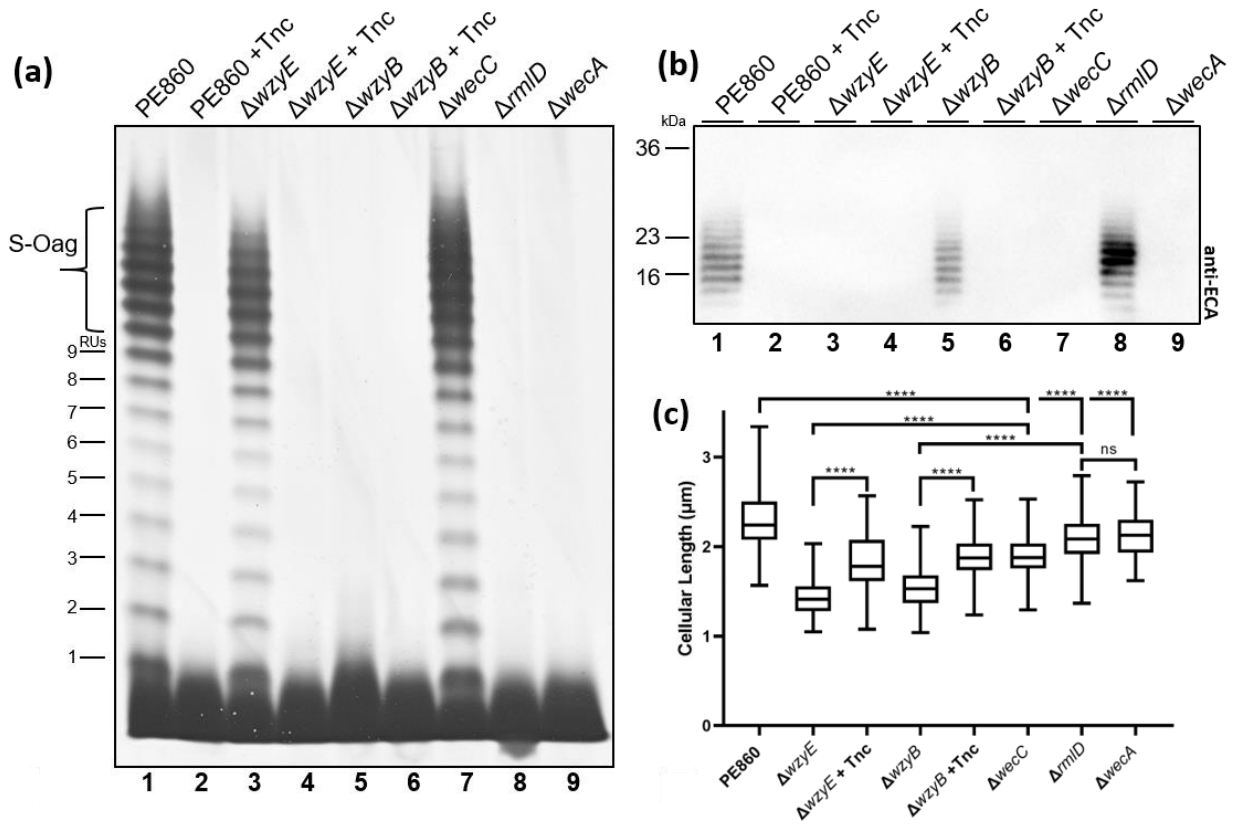 (a)
PE860
PE860 +Tnc
ΔwzyE
ΔwzyE + Tnc
ΔwzyB
ΔwzyB + Tnc
ΔwecC
ΔrmlD
ΔwecA
S-Oag
RUs
9
8
7
6
5
4
3
2
1
1 2 3 4 5 6 7 8 9
(b)
PE860
PE860 +Tnc
ΔwzyE
ΔwzyE + Tnc
ΔwzyB
ΔwzyB + Tnc
ΔwecC
ΔrmlD
ΔwecA
kDa
36
23
16
anti-ECA
1 2 3 4 5 6 7 8 9
(c)
**** **** ****
****
****
ns
**** ****
Cellular Length (µm)
3
2
1
0
PE860
ΔwzyE
ΔwzyE + Tnc
ΔwzyB
ΔwzyB +Tnc
ΔwecC
ΔrmlD
ΔwecA